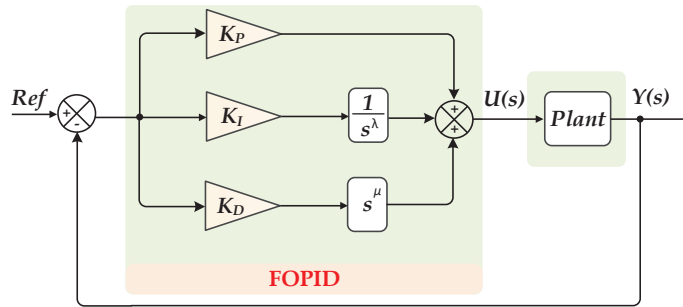 K_P
Ref
+
-
K_I
1
s^λ
+
+
+
U(s)
Plant
Y(s)
K_D
s^μ
FOPID